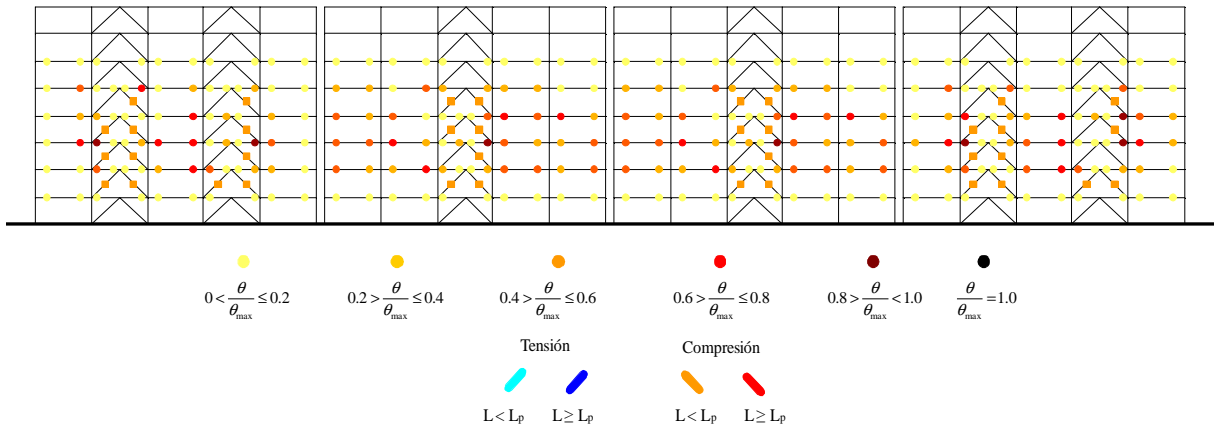 0 < θ/θmax ≤ 0.2
0.2 > θ/θmax ≤ 0.4
0.4 > θ/θmax ≤ 0.6
0.6 > θ/θmax ≤ 0.8
0.8 > θ/θmax < 1.0
θ/θmax = 1.0
Tensión
Compresión
L < Lp
L ≥ Lp
L < Lp
L ≥ Lp